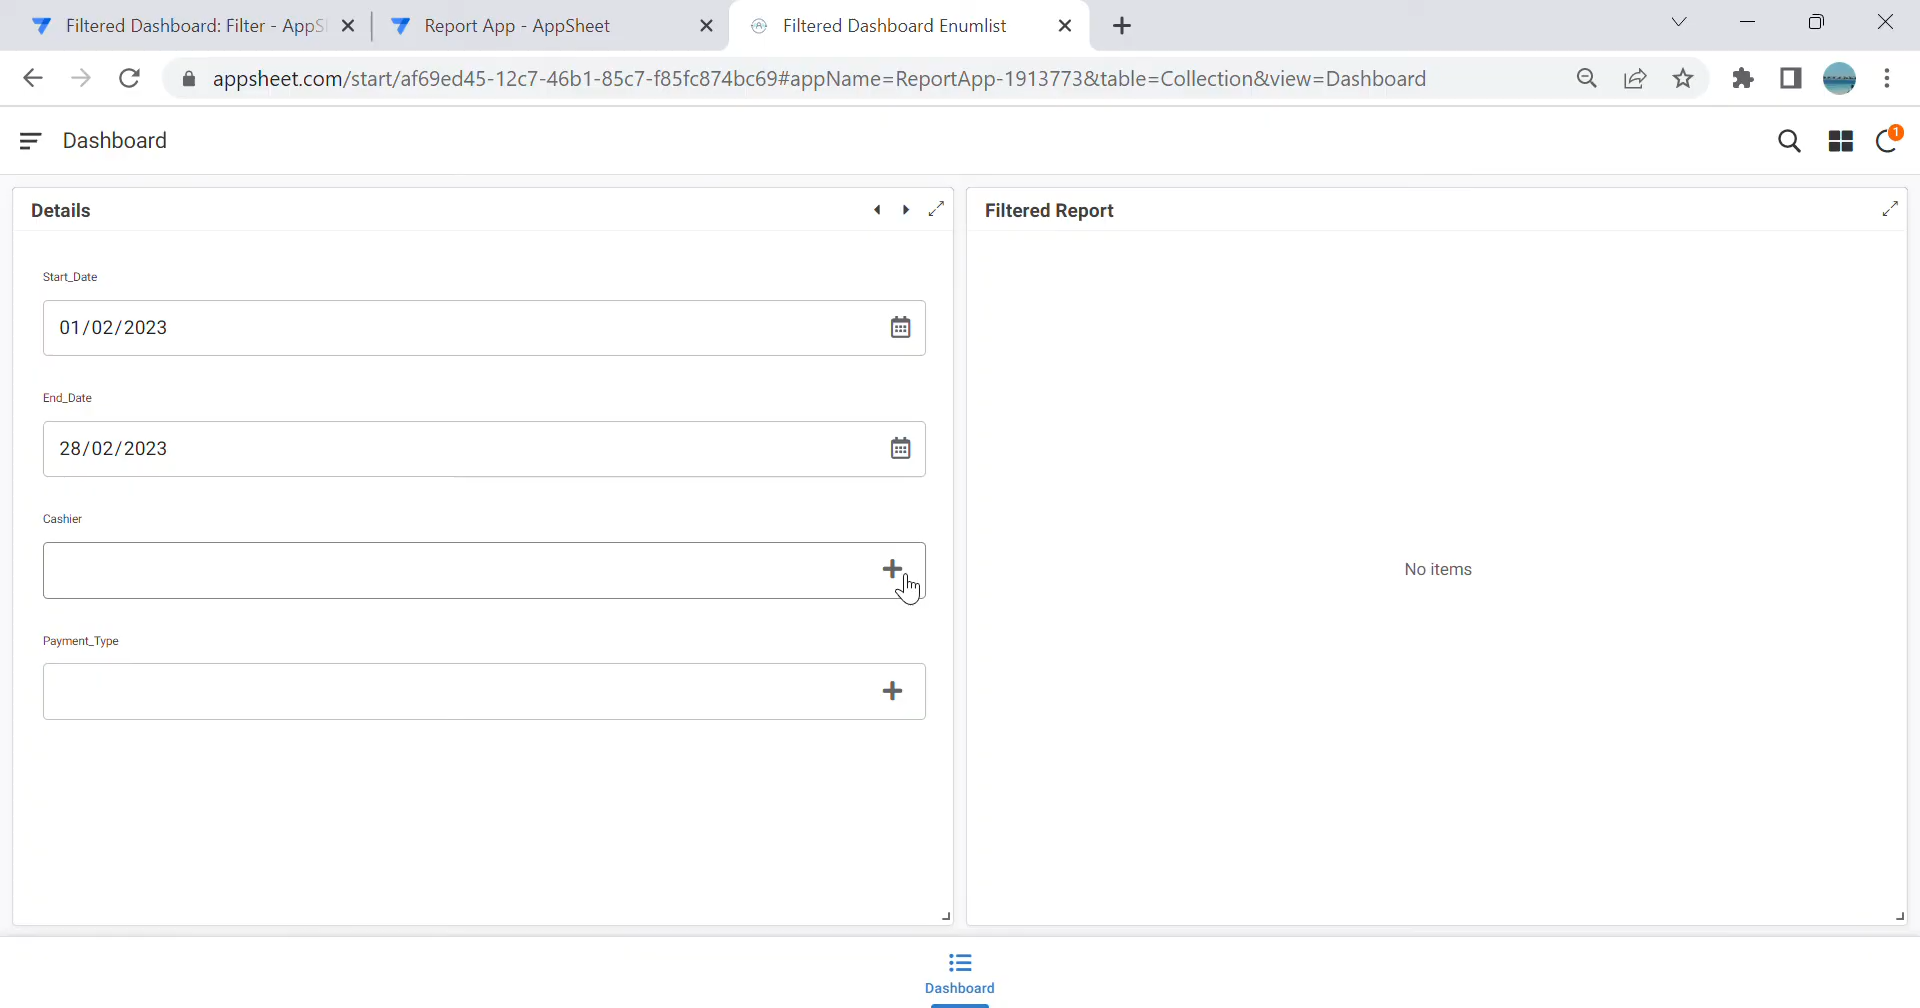 Filtered Dashboard: Filter - AppS
Report App - AppSheet
Filtered Dashboard Enumlist
appsheet.com/start/af69ed45-12c7-46b1-85c7-f85fc874bc69#appName=ReportApp-1913773&table=Collection&view=Dashboard
Dashboard
1
Details
Filtered Report
Start_Date
01/02/2023
End_Date
28/02/2023
Cashier
No items
Payment_Type
Dashboard